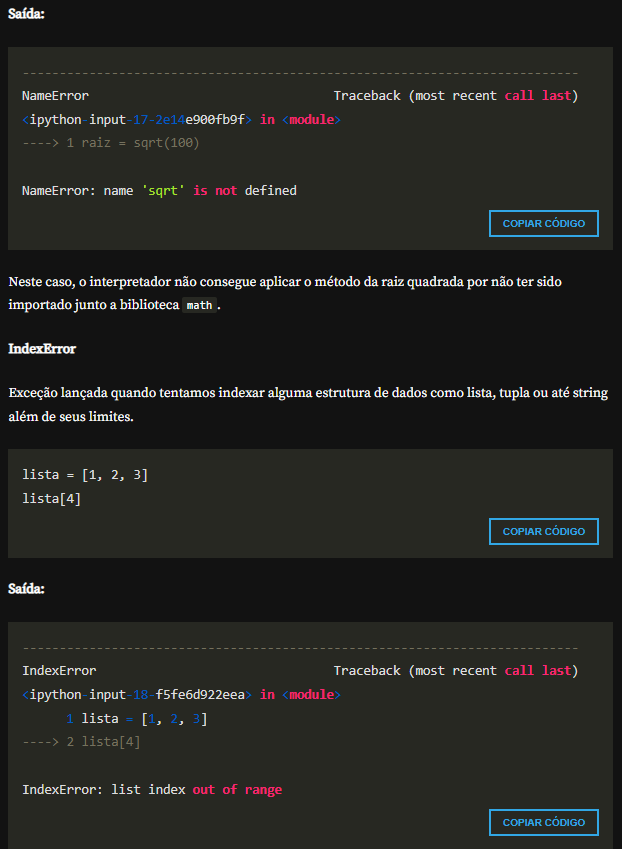 Saída:
---------------------------------------------------------------------------
NameError                                 Traceback (most recent call last)
<ipython-input-17-2e14e900fb9f> in <module>
----> 1 raiz = sqrt(100)
NameError: name 'sqrt' is not defined
COPIAR CÓDIGO
Neste caso, o interpretador não consegue aplicar o método da raiz quadrada por não ter sido
importado junto a biblioteca math.
IndexError
Exceção lançada quando tentamos indexar alguma estrutura de dados como lista, tupla ou até string
além de seus limites.
lista = [1, 2, 3]
lista[4]
COPIAR CÓDIGO
Saída:
---------------------------------------------------------------------------
IndexError                                Traceback (most recent call last)
<ipython-input-18-f5fe6d922eea> in <module>
      1 lista = [1, 2, 3]
----> 2 lista[4]
IndexError: list index out of range
COPIAR CÓDIGO